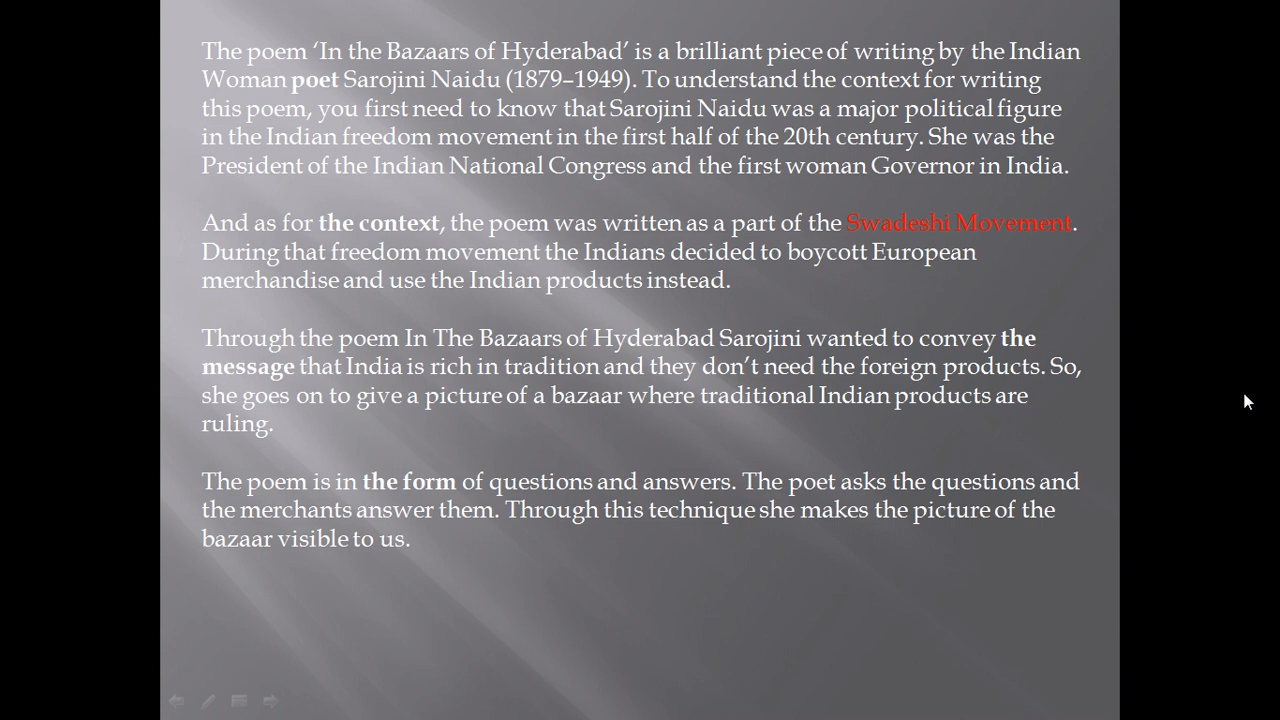 The poem ‘In the Bazaars of Hyderabad’ is a brilliant piece of writing by the Indian
Woman poet Sarojini Naidu (1879–1949). To understand the context for writing
this poem, you first need to know that Sarojini Naidu was a major political figure
in the Indian freedom movement in the first half of the 20th century. She was the
President of the Indian National Congress and the first woman Governor in India.
And as for the context, the poem was written as a part of the Swadeshi Movement.
During that freedom movement the Indians decided to boycott European
merchandise and use the Indian products instead.
Through the poem In The Bazaars of Hyderabad Sarojini wanted to convey the
message that India is rich in tradition and they don’t need the foreign products. So,
she goes on to give a picture of a bazaar where traditional Indian products are
ruling.
The poem is in the form of questions and answers. The poet asks the questions and
the merchants answer them. Through this technique she makes the picture of the
bazaar visible to us.